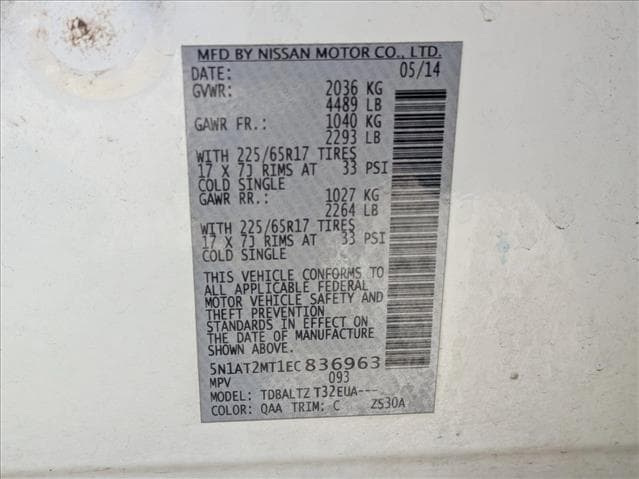 MFD BY NISSAN MOTOR CO., LTD.
DATE: 05/14
GVWR: 2036 KG
4489 LB
GAWR FR.: 1040 KG
2293 LB
WITH 225/65R17 TIRES
17 X 7J RIMS AT 33 PSI
COLD SINGLE
GAWR RR.: 1027 KG
2264 LB
WITH 225/65R17 TIRES
17 X 7J RIMS AT 33 PSI
COLD SINGLE
THIS VEHICLE CONFORMS TO
ALL APPLICABLE FEDERAL
MOTOR VEHICLE SAFETY AND
THEFT PREVENTION
STANDARDS IN EFFECT ON
THE DATE OF MANUFACTURE
SHOWN ABOVE.
5N1AT2MT1EC836963
MPV 093
MODEL: TDBALTZ T32EUA---
COLOR: QAA TRIM: C Z530A